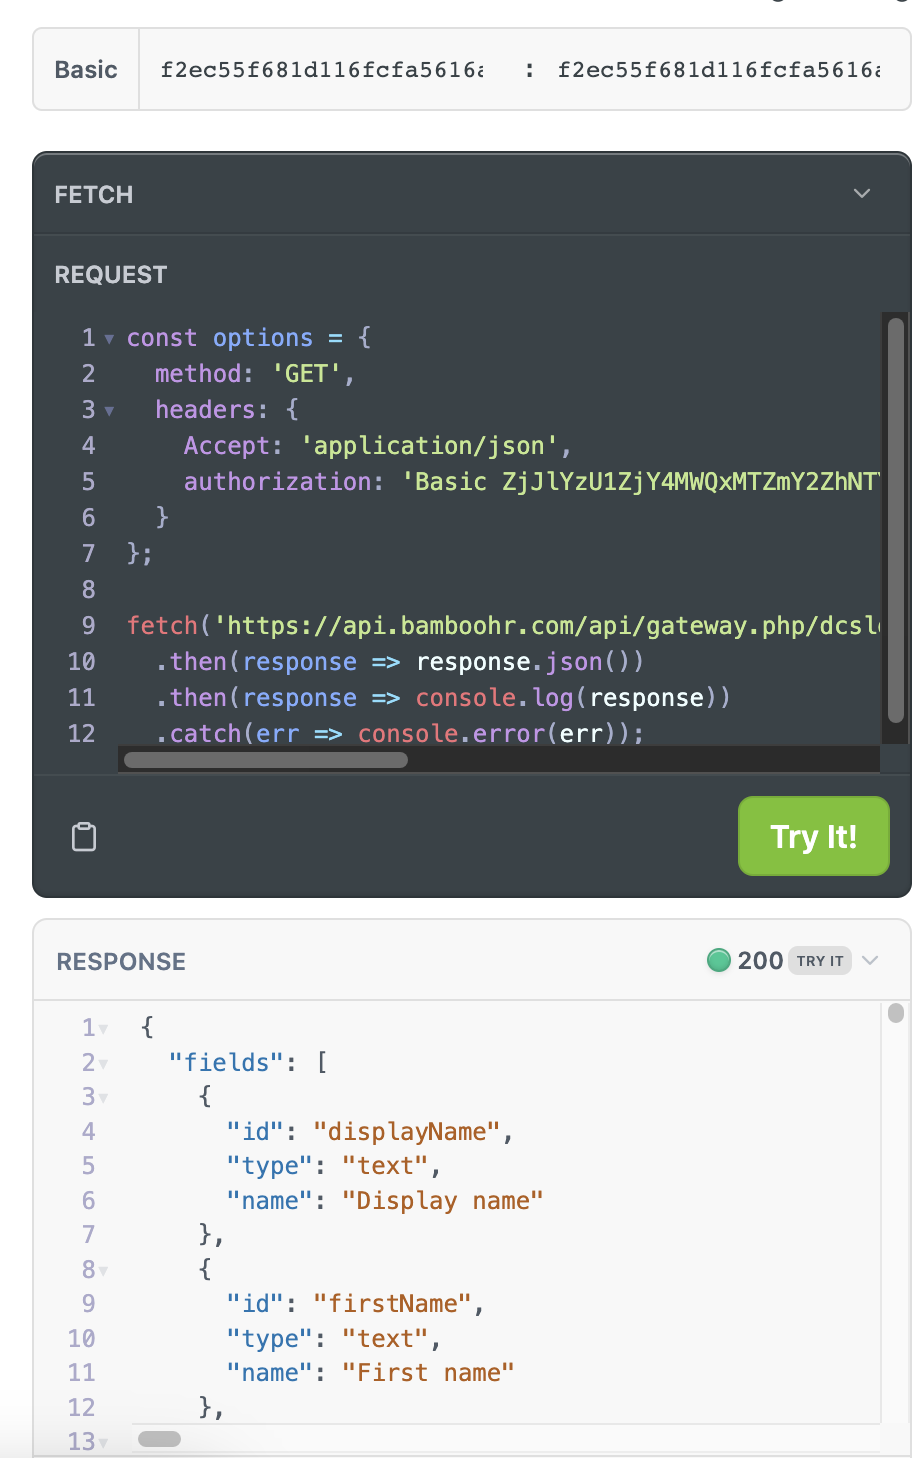 Basic f2ec55f681d116fcfa5616a : f2ec55f681d116fcfa5616a
FETCH
REQUEST
1 const options = {
2 method: 'GET',
3 headers: {
4 Accept: 'application/json',
5 authorization: 'Basic ZjJlYzU1ZjY4MWQxMTZmY2ZhNT
6 }
7 };
8
9 fetch('https://api.bamboohr.com/api/gateway.php/dcsl
10 .then(response => response.json())
11 .then(response => console.log(response))
12 .catch(err => console.error(err));
Try It!
RESPONSE 200 TRY IT
1 {
2 "fields": [
3 {
4 "id": "displayName",
5 "type": "text",
6 "name": "Display name"
7 },
8 {
9 "id": "firstName",
10 "type": "text",
11 "name": "First name"
12 },
13